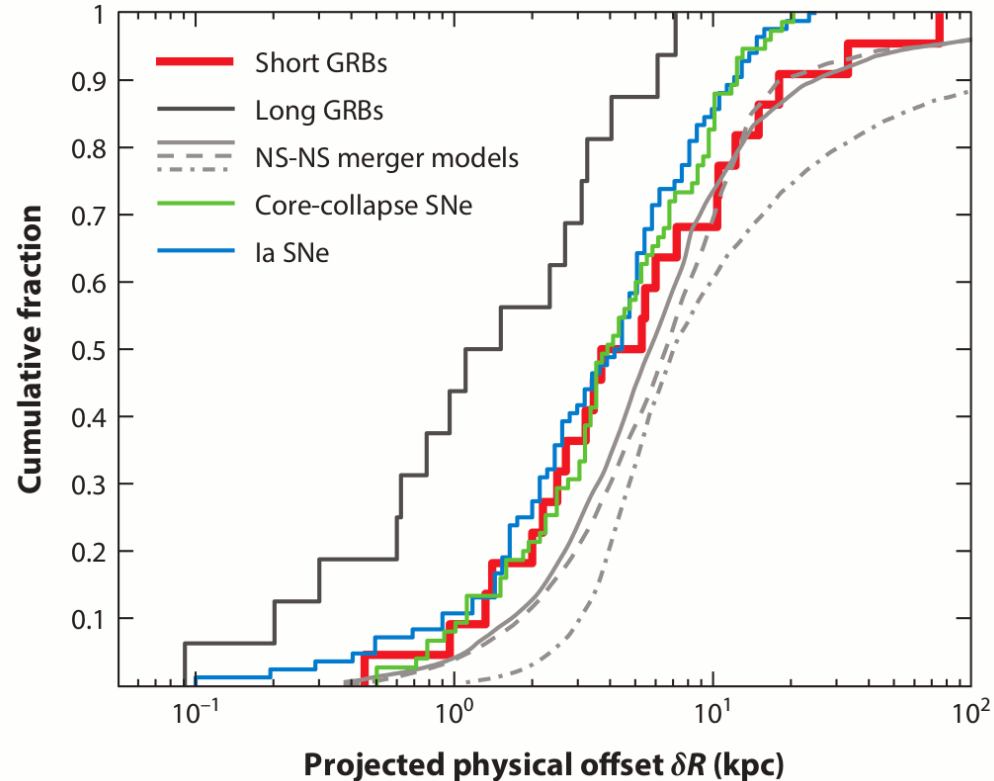 1
0.9
0.8
0.7
0.6
0.5
0.4
0.3
0.2
0.1
Cumulative fraction
Short GRBs
Long GRBs
NS-NS merger models
Core-collapse SNe
Ia SNe
10⁻¹ 10⁰ 10¹ 10²
Projected physical offset δR (kpc)